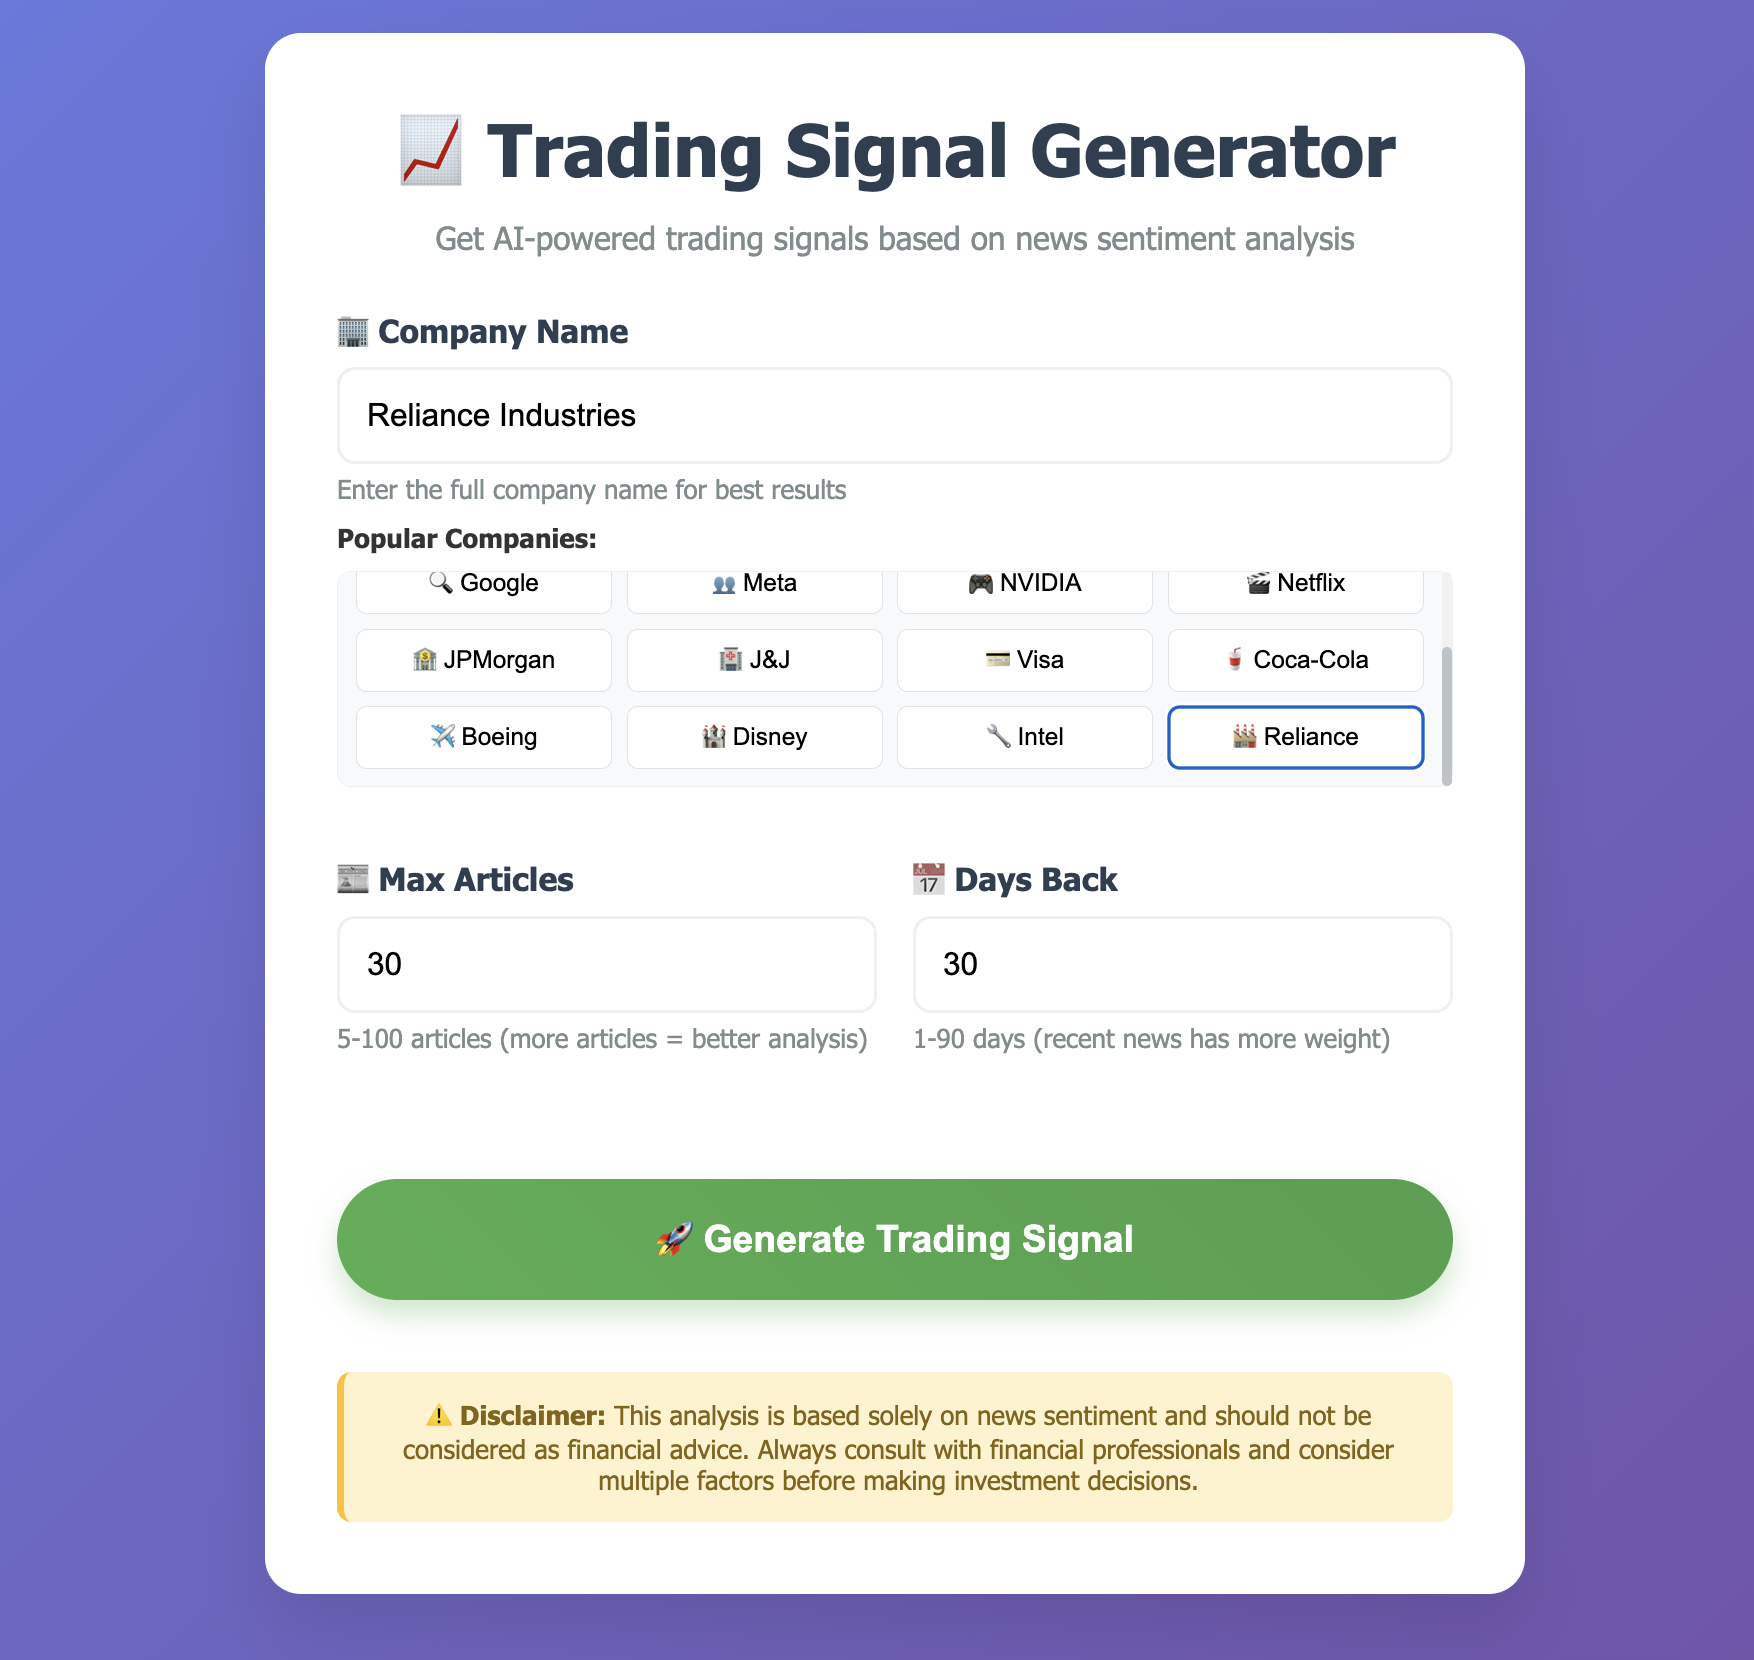 Trading Signal Generator
Get AI-powered trading signals based on news sentiment analysis
Company Name
Reliance Industries
Enter the full company name for best results
Popular Companies:
Google Meta NVIDIA Netflix
JPMorgan J&J Visa Coca-Cola
Boeing Disney Intel Reliance
Max Articles Days Back
30 30
5-100 articles (more articles = better analysis) 1-90 days (recent news has more weight)
Generate Trading Signal
Disclaimer: This analysis is based solely on news sentiment and should not be
considered as financial advice. Always consult with financial professionals and consider
multiple factors before making investment decisions.